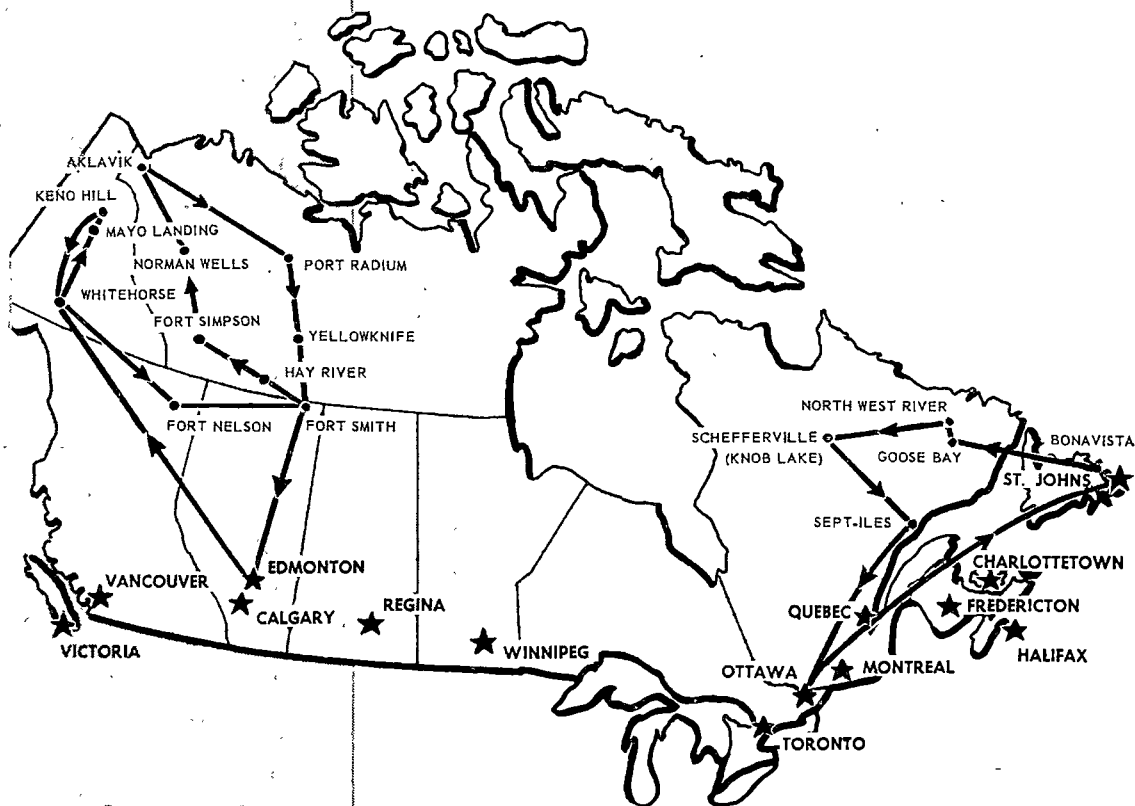 AKLAVIK
KENO HILL
MAYO LANDING
NORMAN WELLS
PORT RADIUM
WHITEHORSE
FORT SIMPSON
YELLOWKNIFE
HAY RIVER
FORT NELSON
FORT SMITH
NORTH WEST RIVER
SCHEFFERVILLE
(KNOB LAKE)
GOOSE BAY
BONAVISTA
ST. JOHNS
SEPT-ILES
EDMONTON
VANCOUVER
CALGARY
REGINA
CHARLOTTETOWN
QUEBEC
FREDERICTON
VICTORIA
WINNIPEG
HALIFAX
OTTAWA
MONTREAL
TORONTO